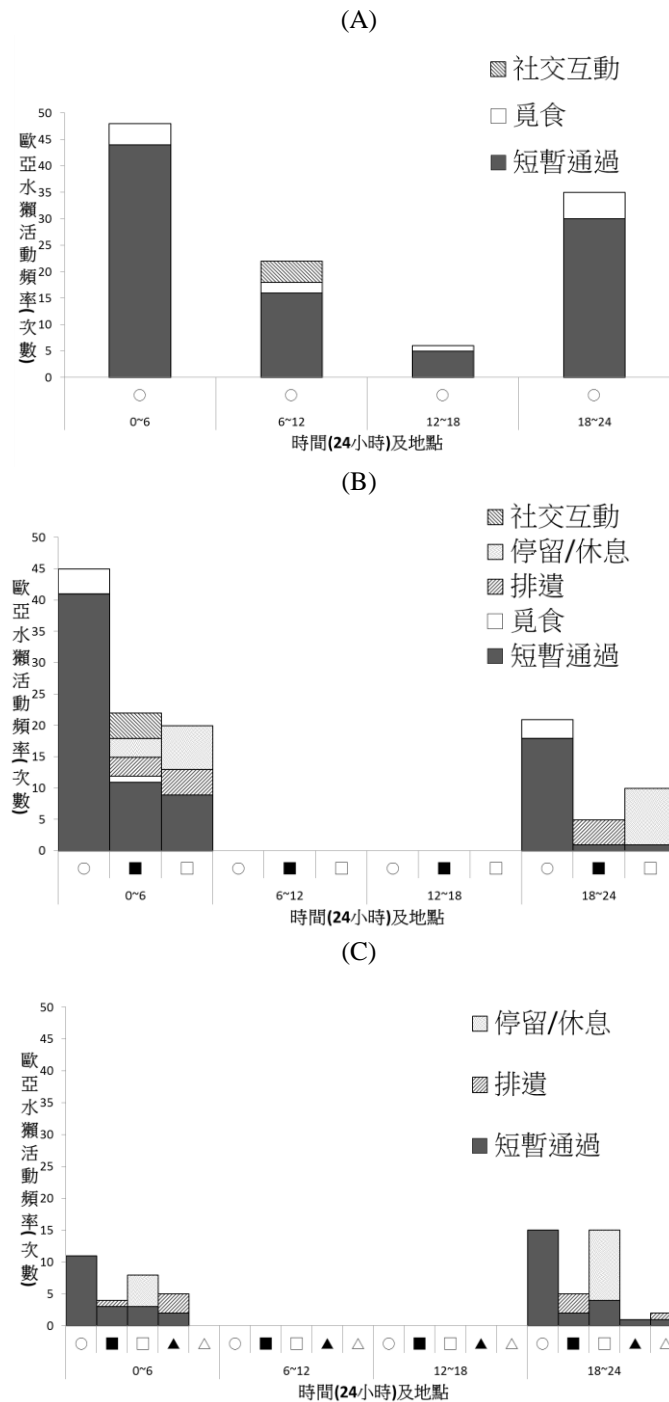 (A)
社交互動
覓食
短暫通過
歐亞水獺活動頻率(次數)
50
45
40
35
30
25
20
15
10
5
0
○ ○ ○ ○
0~6 6~12 12~18 18~24
時間(24小時)及地點
(B)
社交互動
停留/休息
排遺
覓食
短暫通過
歐亞水獺活動頻率(次數)
50
45
40
35
30
25
20
15
10
5
0
○ ■ □ ○ ■ □ ○ ■ □ ○ ■ □
0~6 6~12 12~18 18~24
時間(24小時)及地點
(C)
停留/休息
排遺
短暫通過
歐亞水獺活動頻率(次數)
50
45
40
35
30
25
20
15
10
5
0
○ ■ □ ▲ △ ○ ■ □ ▲ △ ○ ■ □ ▲ △ ○ ■ □ ▲ △
0~6 6~12 12~18 18~24
時間(24小時)及地點